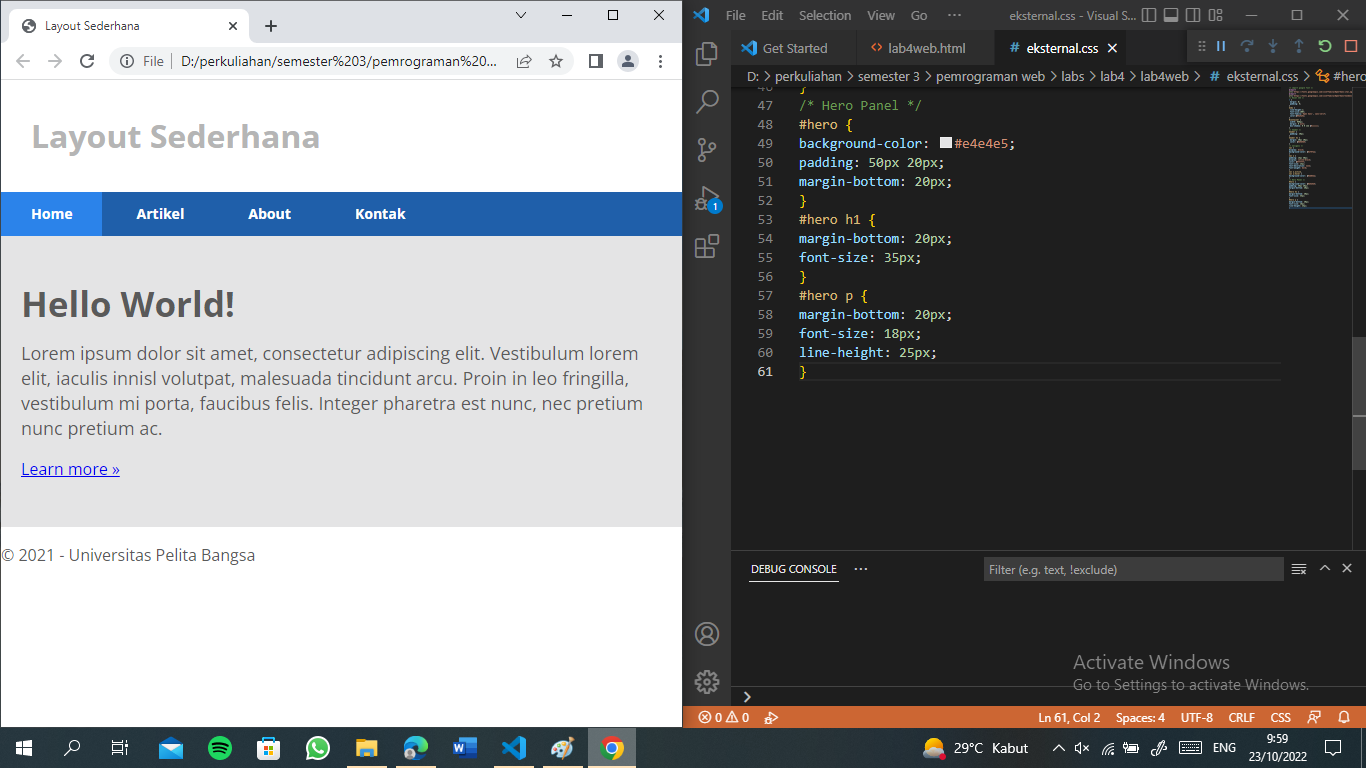 Layout Sederhana
File
D:/perkuliahan/semester%203/pemrograman%20...
Layout Sederhana
Home
Artikel
About
Kontak
Hello World!
Lorem ipsum dolor sit amet, consectetur adipiscing elit. Vestibulum lorem
elit, iaculis innisl volutpat, malesuada tincidunt arcu. Proin in leo fringilla,
vestibulum mi porta, faucibus felis. Integer pharetra est nunc, nec pretium
nunc pretium ac.
Learn more »
© 2021 - Universitas Pelita Bangsa
File Edit Selection View Go ··· eksternal.css - Visual S...
Get Started
lab4web.html
# eksternal.css
D: > perkuliahan > semester 3 > pemrograman web > labs > lab4 > lab4web > # eksternal.css > #hero
46 }
47 /* Hero Panel */
48 #hero {
49 background-color: #e4e4e5;
50 padding: 50px 20px;
51 margin-bottom: 20px;
52 }
53 #hero h1 {
54 margin-bottom: 20px;
55 font-size: 35px;
56 }
57 #hero p {
58 margin-bottom: 20px;
59 font-size: 18px;
60 line-height: 25px;
61 }
1
DEBUG CONSOLE ···
Filter (e.g. text, !exclude)
Activate Windows
Go to Settings to activate Windows.
0 0
Ln 61, Col 2 Spaces: 4 UTF-8 CRLF CSS
29°C Kabut
ENG
9:59
23/10/2022